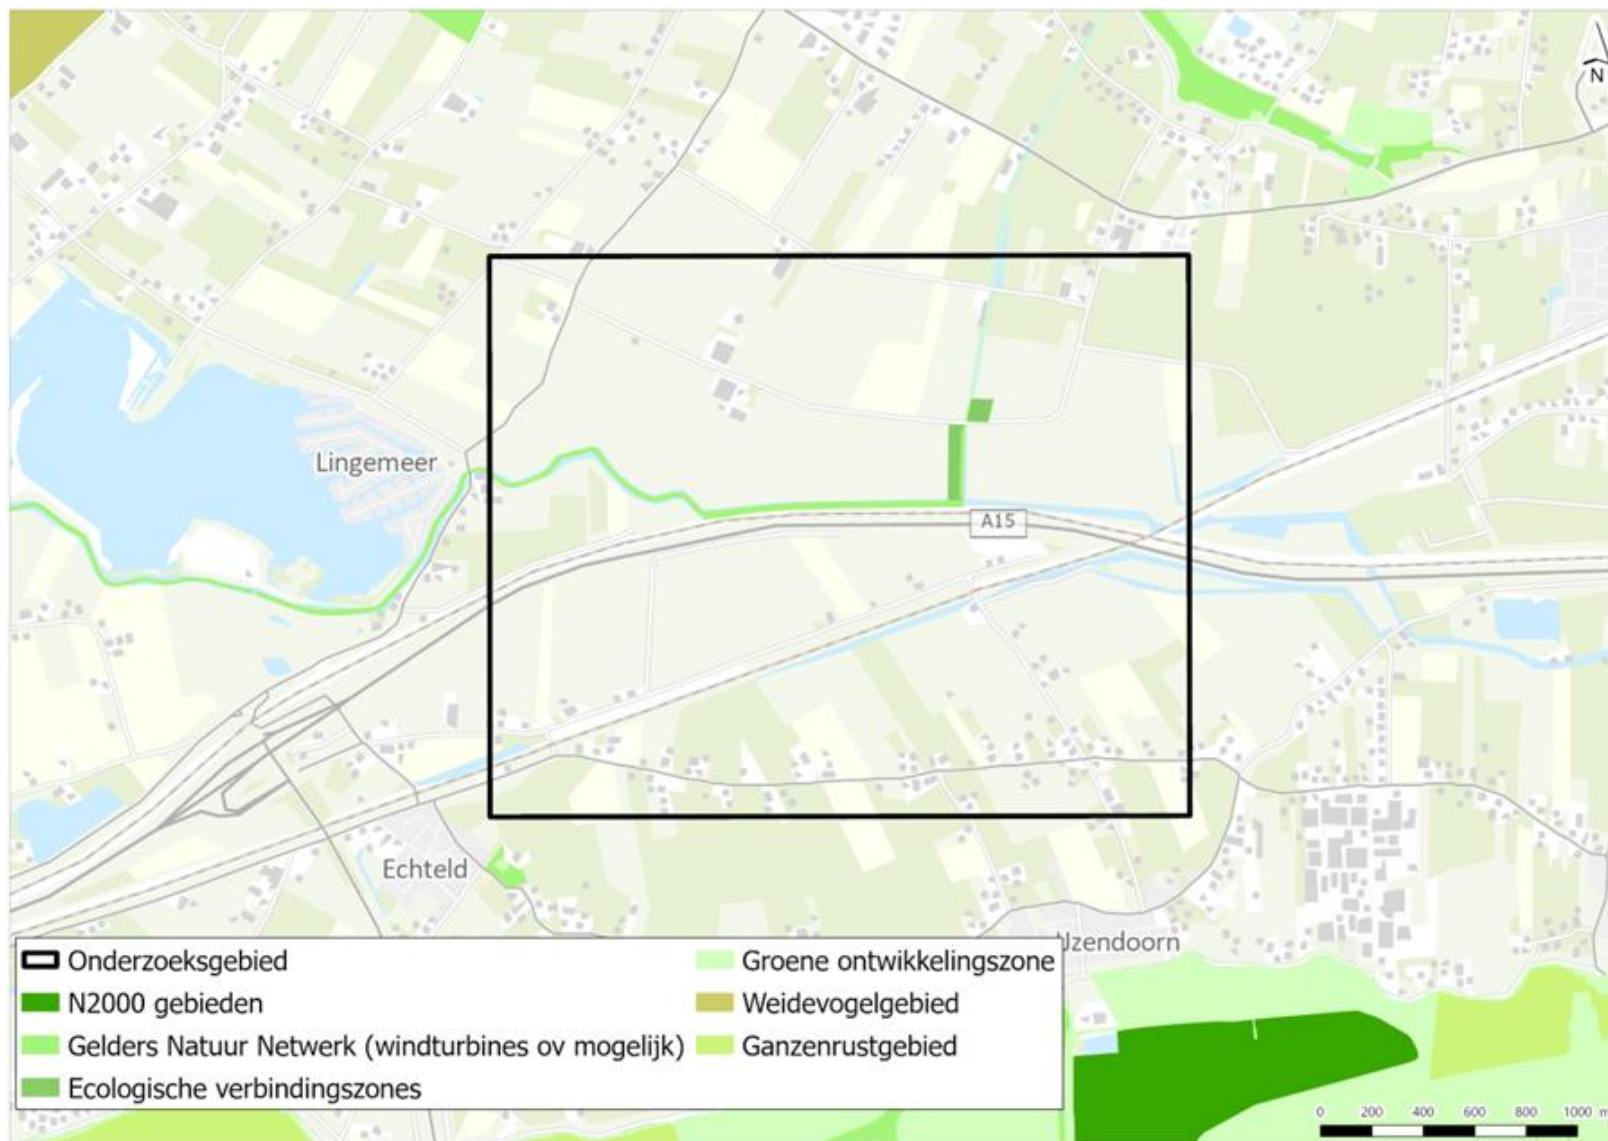 N
Lingemeer
A15
Echteld
IJzendoorn
Onderzoeksgebied
N2000 gebieden
Gelders Natuur Netwerk (windturbines ov mogelijk)
Ecologische verbindingszones
Groene ontwikkelingszone
Weidevogelgebied
Ganzenrustgebied
0 200 400 600 800 1000 m